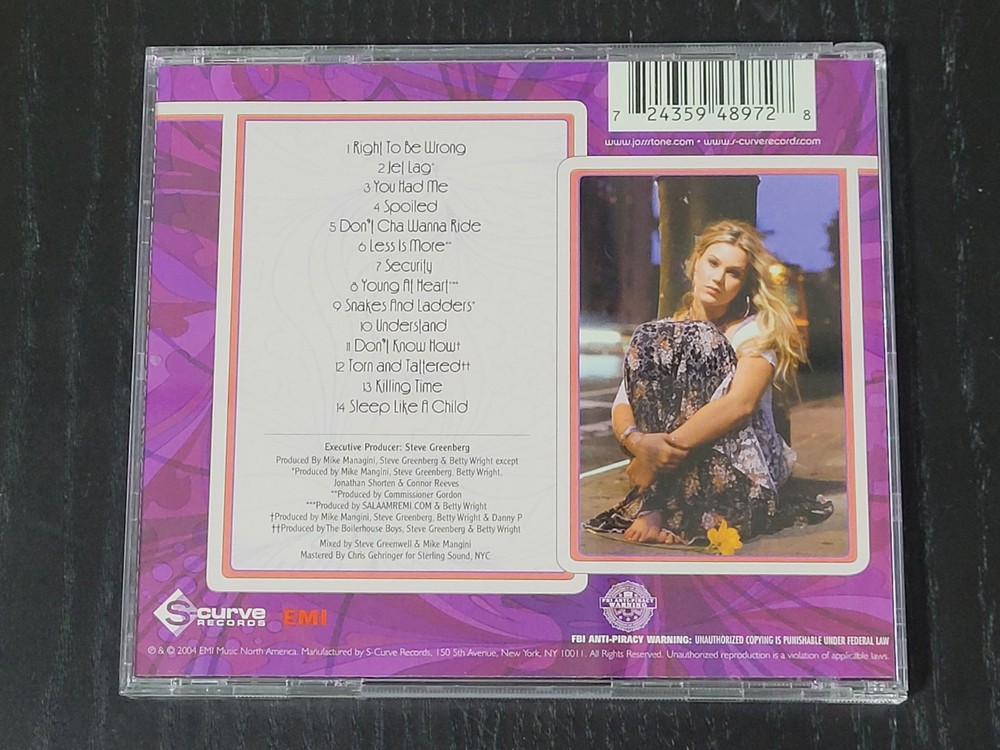 1 Right To Be Wrong
2 Jet Lag*
3 You Had Me
4 Spoiled
5 Don't Cha Wanna Ride
6 Less Is More**
7 Security
8 Young At Heart***
9 Snakes And Ladders*
10 Understand
11 Don't Know How†
12 Torn and Tattered††
13 Killing Time
14 Sleep Like A Child
Executive Producer: Steve Greenberg
Produced By Mike Managini, Steve Greenberg & Betty Wright except
*Produced by Mike Mangini, Steve Greenberg, Betty Wright,
Jonathan Shorten & Connor Reeves
**Produced by Commissioner Gordon
***Produced by SALAAMREMI.COM & Betty Wright
†Produced by Mike Mangini, Steve Greenberg, Betty Wright & Danny P
††Produced by The Boilerhouse Boys, Steve Greenberg & Betty Wright
Mixed by Steve Greenwell & Mike Mangini
Mastered By Chris Gehringer for Sterling Sound, NYC
7 24359 48972 8
www.jossstone.com • www.s-curverecords.com
S-curve
RECORDS
EMI
FBI ANTI-PIRACY
WARNING
FBI ANTI-PIRACY WARNING: UNAUTHORIZED COPYING IS PUNISHABLE UNDER FEDERAL LAW
℗ & © 2004 EMI Music North America. Manufactured by S-Curve Records, 150 5th Avenue, New York, NY 10011. All Rights Reserved. Unauthorized reproduction is a violation of applicable laws.